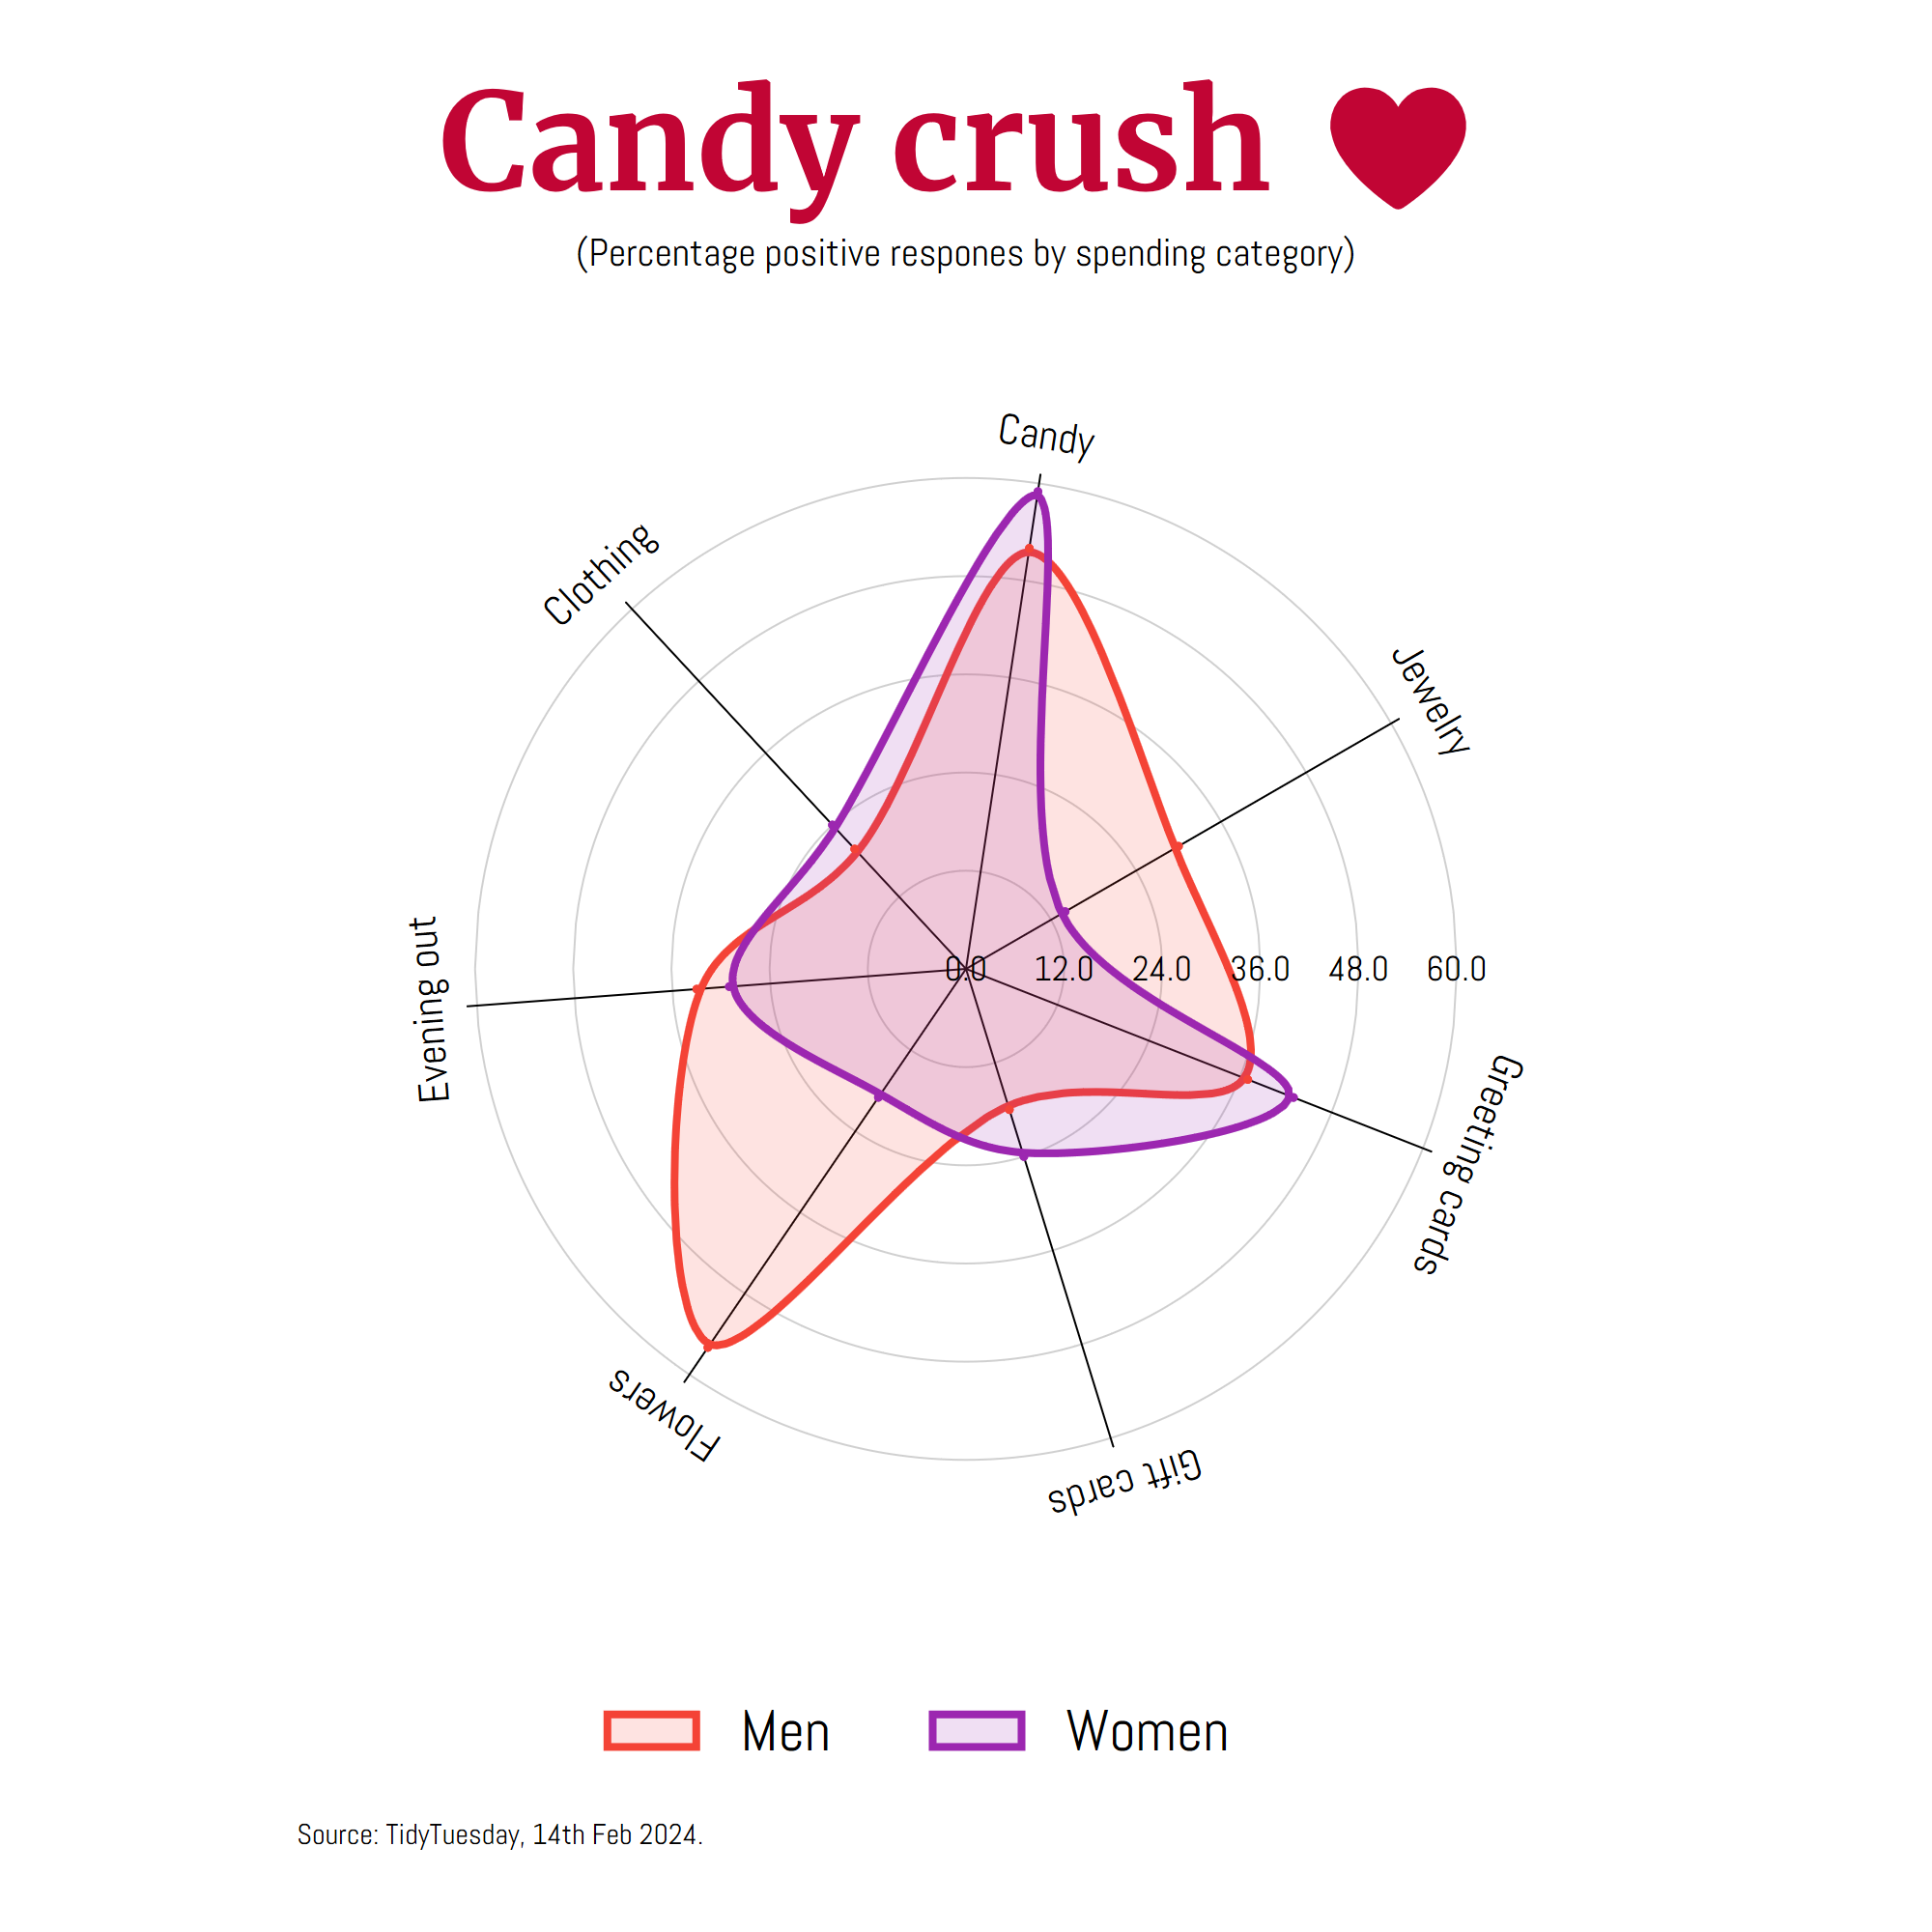 Candy crush
(Percentage positive respones by spending category)
Candy
Clothing
Jewelry
Evening out
0.0 12.0 24.0 36.0 48.0 60.0
Greeting cards
Flowers
Gift cards
Men Women
Source: TidyTuesday, 14th Feb 2024.